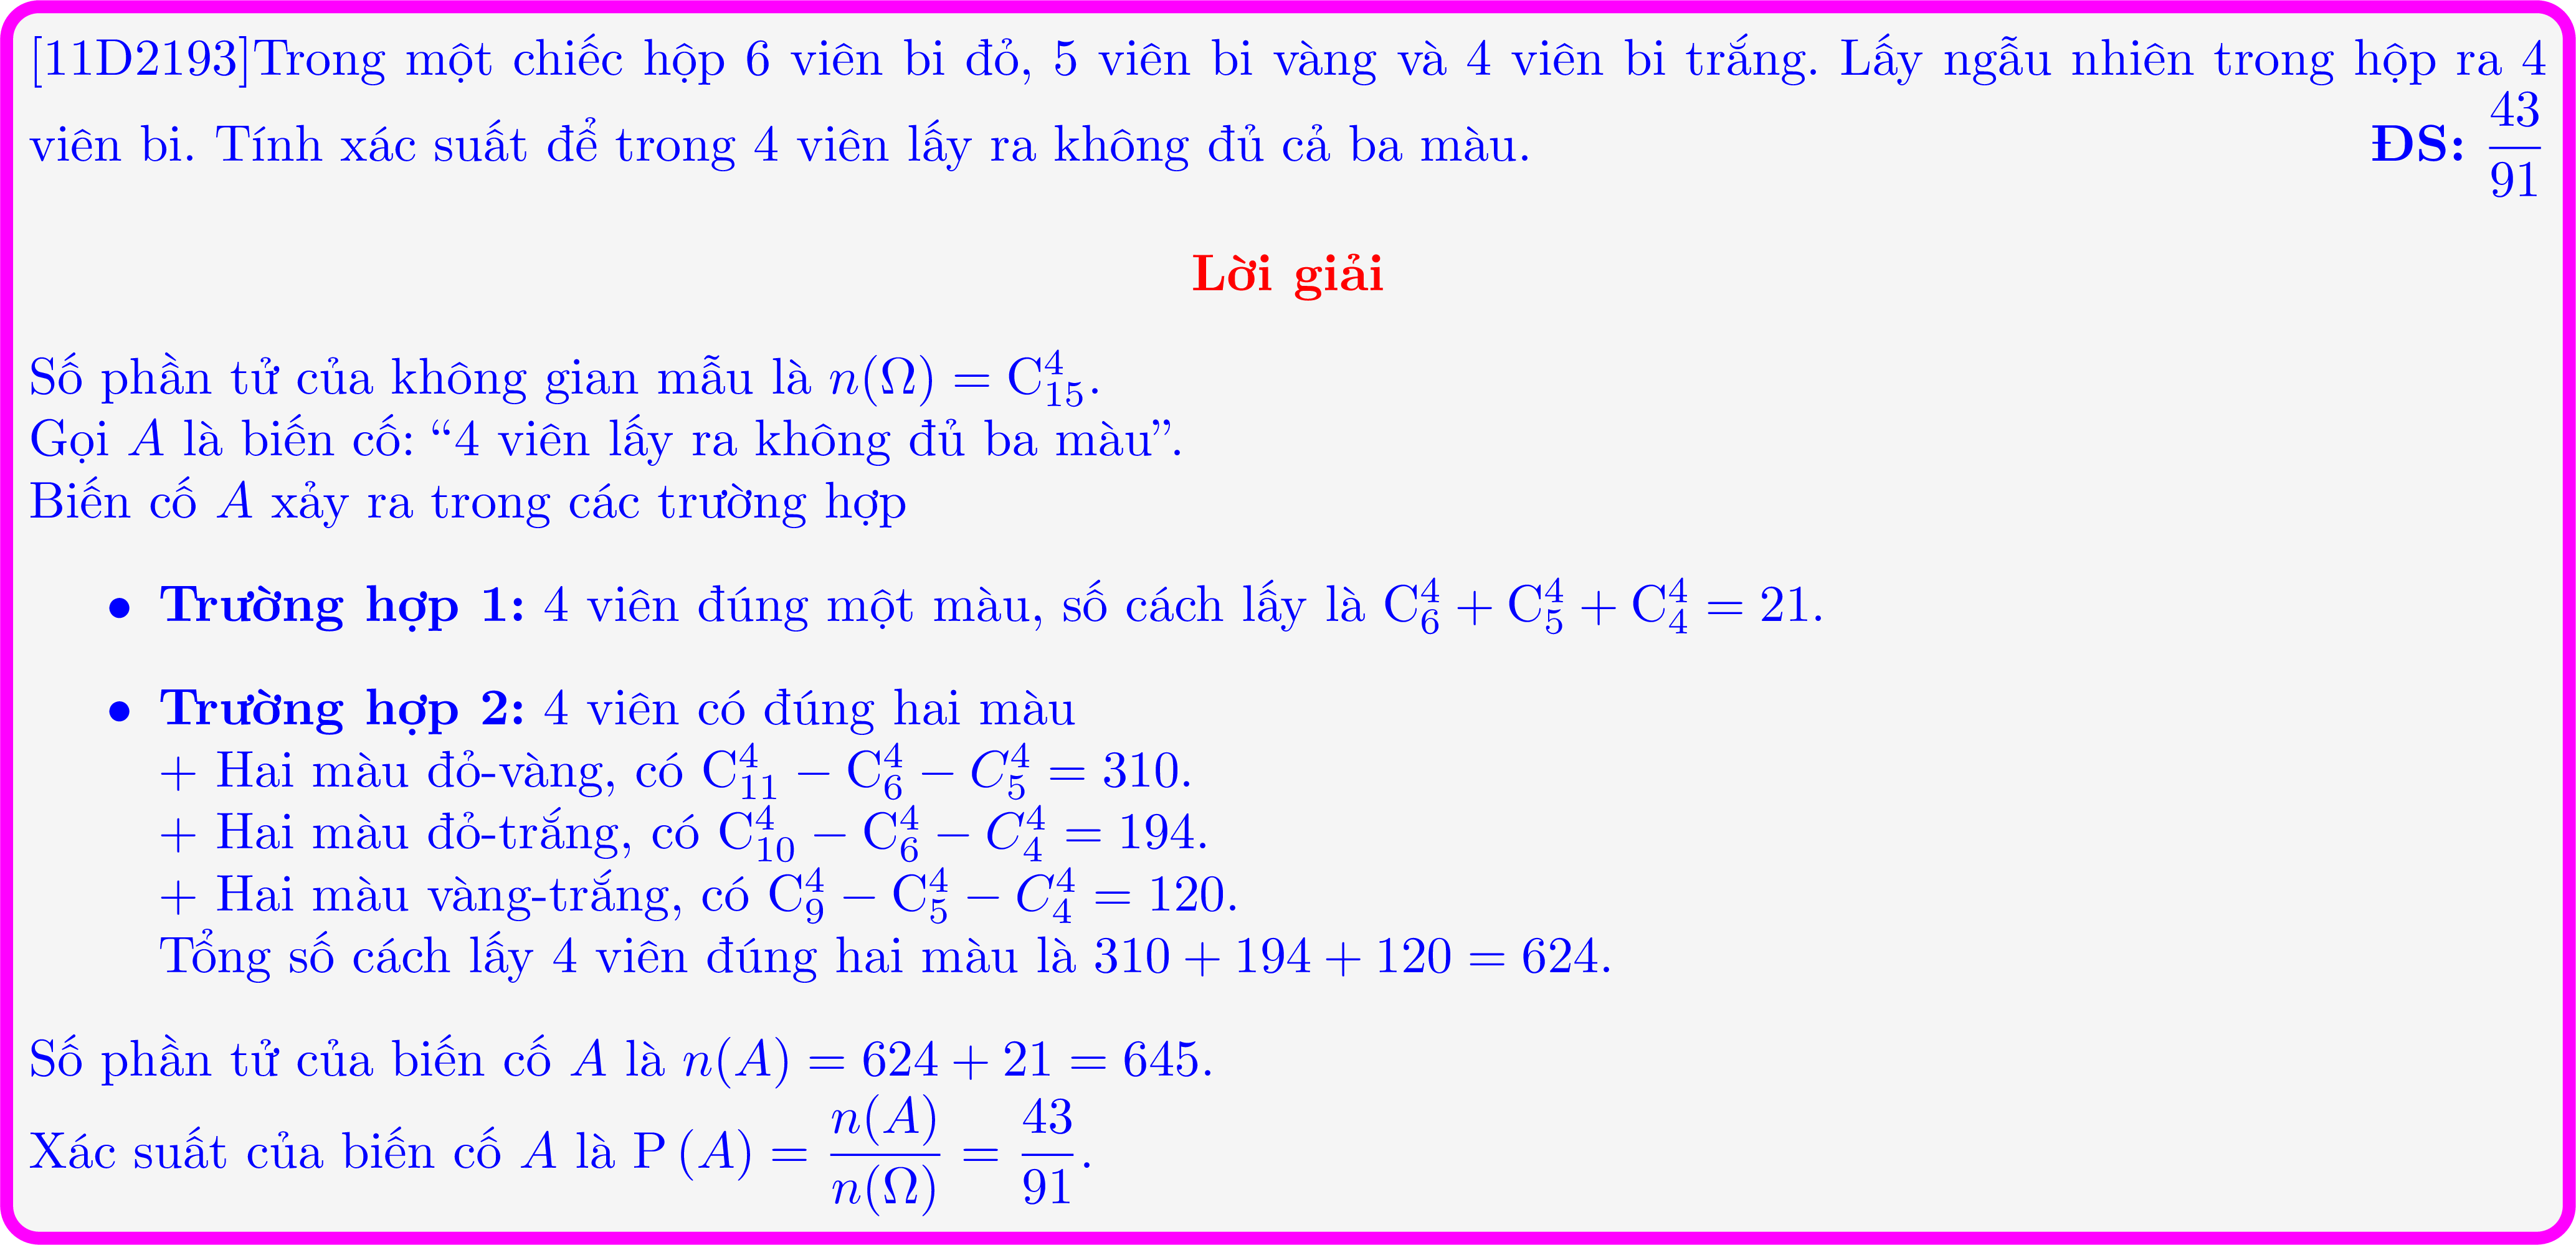 [11D2193]Trong một chiếc hộp 6 viên bi đỏ, 5 viên bi vàng và 4 viên bi trắng. Lấy ngẫu nhiên trong hộp ra 4
viên bi. Tính xác suất để trong 4 viên lấy ra không đủ cả ba màu. ĐS: $\dfrac{43}{91}$
Lời giải
Số phần tử của không gian mẫu là $n(\Omega) = \mathrm{C}_{15}^4$.
Gọi $A$ là biến cố: “4 viên lấy ra không đủ ba màu”.
Biến cố $A$ xảy ra trong các trường hợp
• Trường hợp 1: 4 viên đúng một màu, số cách lấy là $\mathrm{C}_6^4 + \mathrm{C}_5^4 + \mathrm{C}_4^4 = 21$.
• Trường hợp 2: 4 viên có đúng hai màu
+ Hai màu đỏ-vàng, có $\mathrm{C}_{11}^4 - \mathrm{C}_6^4 - C_5^4 = 310$.
+ Hai màu đỏ-trắng, có $\mathrm{C}_{10}^4 - \mathrm{C}_6^4 - C_4^4 = 194$.
+ Hai màu vàng-trắng, có $\mathrm{C}_9^4 - \mathrm{C}_5^4 - C_4^4 = 120$.
Tổng số cách lấy 4 viên đúng hai màu là $310 + 194 + 120 = 624$.
Số phần tử của biến cố $A$ là $n(A) = 624 + 21 = 645$.
Xác suất của biến cố $A$ là $\mathrm{P}(A) = \dfrac{n(A)}{n(\Omega)} = \dfrac{43}{91}$.